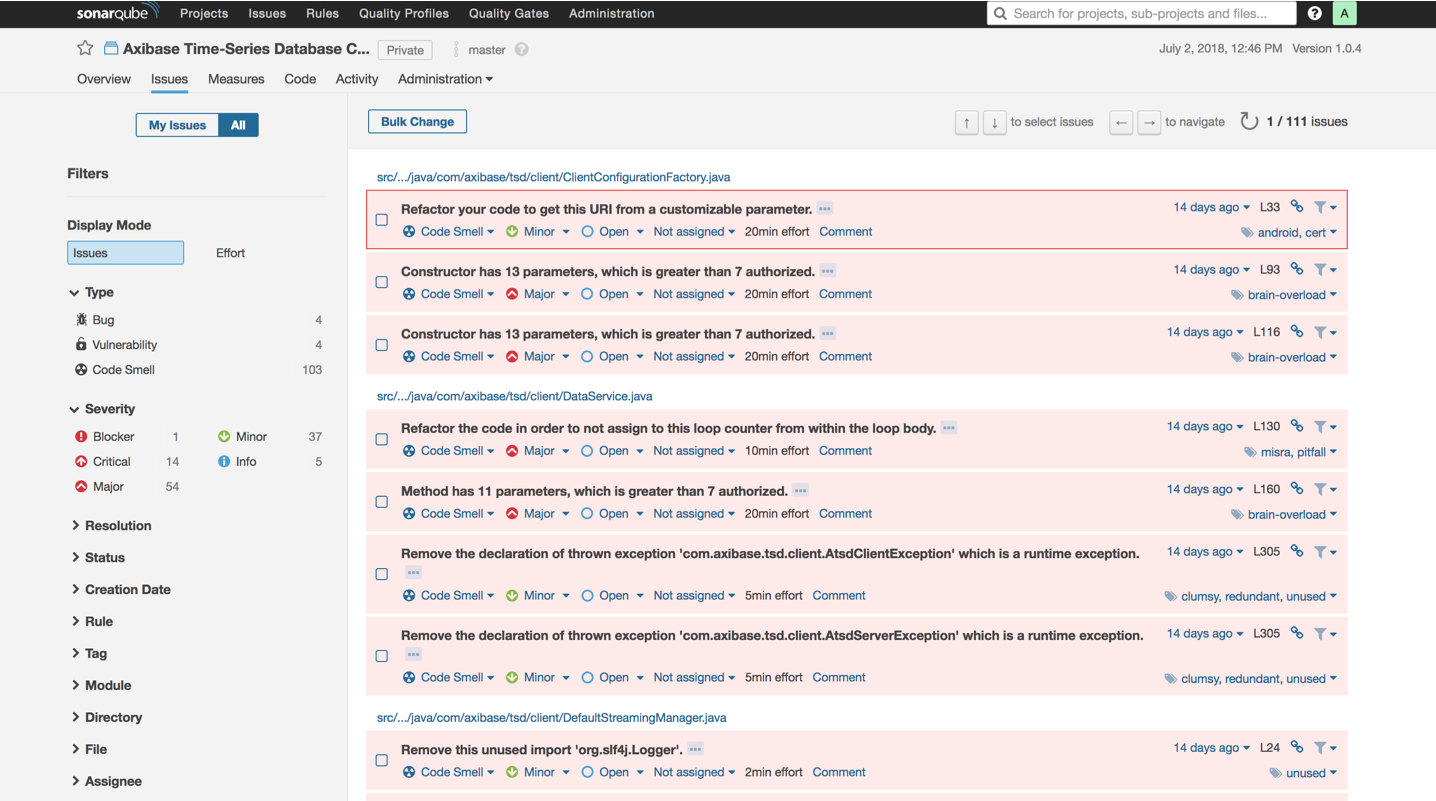 sonarqube Projects Issues Rules Quality Profiles Quality Gates Administration Search for projects, sub-projects and files... ? A
Axibase Time-Series Database C... Private master ? July 2, 2018, 12:46 PM Version 1.0.4
Overview Issues Measures Code Activity Administration
My Issues All
Filters
Display Mode
Issues Effort
Type
Bug 4
Vulnerability 4
Code Smell 103
Severity
Blocker 1 Minor 37
Critical 14 Info 5
Major 54
Resolution
Status
Creation Date
Rule
Tag
Module
Directory
File
Assignee
Bulk Change ↑ ↓ to select issues ← → to navigate 1 / 111 issues
src/.../java/com/axibase/tsd/client/ClientConfigurationFactory.java
Refactor your code to get this URI from a customizable parameter. ... 14 days ago L33
Code Smell Minor Open Not assigned 20min effort Comment android, cert
Constructor has 13 parameters, which is greater than 7 authorized. ... 14 days ago L93
Code Smell Major Open Not assigned 20min effort Comment brain-overload
Constructor has 13 parameters, which is greater than 7 authorized. ... 14 days ago L116
Code Smell Major Open Not assigned 20min effort Comment brain-overload
src/.../java/com/axibase/tsd/client/DataService.java
Refactor the code in order to not assign to this loop counter from within the loop body. ... 14 days ago L130
Code Smell Major Open Not assigned 10min effort Comment misra, pitfall
Method has 11 parameters, which is greater than 7 authorized. ... 14 days ago L160
Code Smell Major Open Not assigned 20min effort Comment brain-overload
Remove the declaration of thrown exception 'com.axibase.tsd.client.AtsdClientException' which is a runtime exception. 14 days ago L305
...
Code Smell Minor Open Not assigned 5min effort Comment clumsy, redundant, unused
Remove the declaration of thrown exception 'com.axibase.tsd.client.AtsdServerException' which is a runtime exception. 14 days ago L305
...
Code Smell Minor Open Not assigned 5min effort Comment clumsy, redundant, unused
src/.../java/com/axibase/tsd/client/DefaultStreamingManager.java
Remove this unused import 'org.slf4j.Logger'. ... 14 days ago L24
Code Smell Minor Open Not assigned 2min effort Comment unused